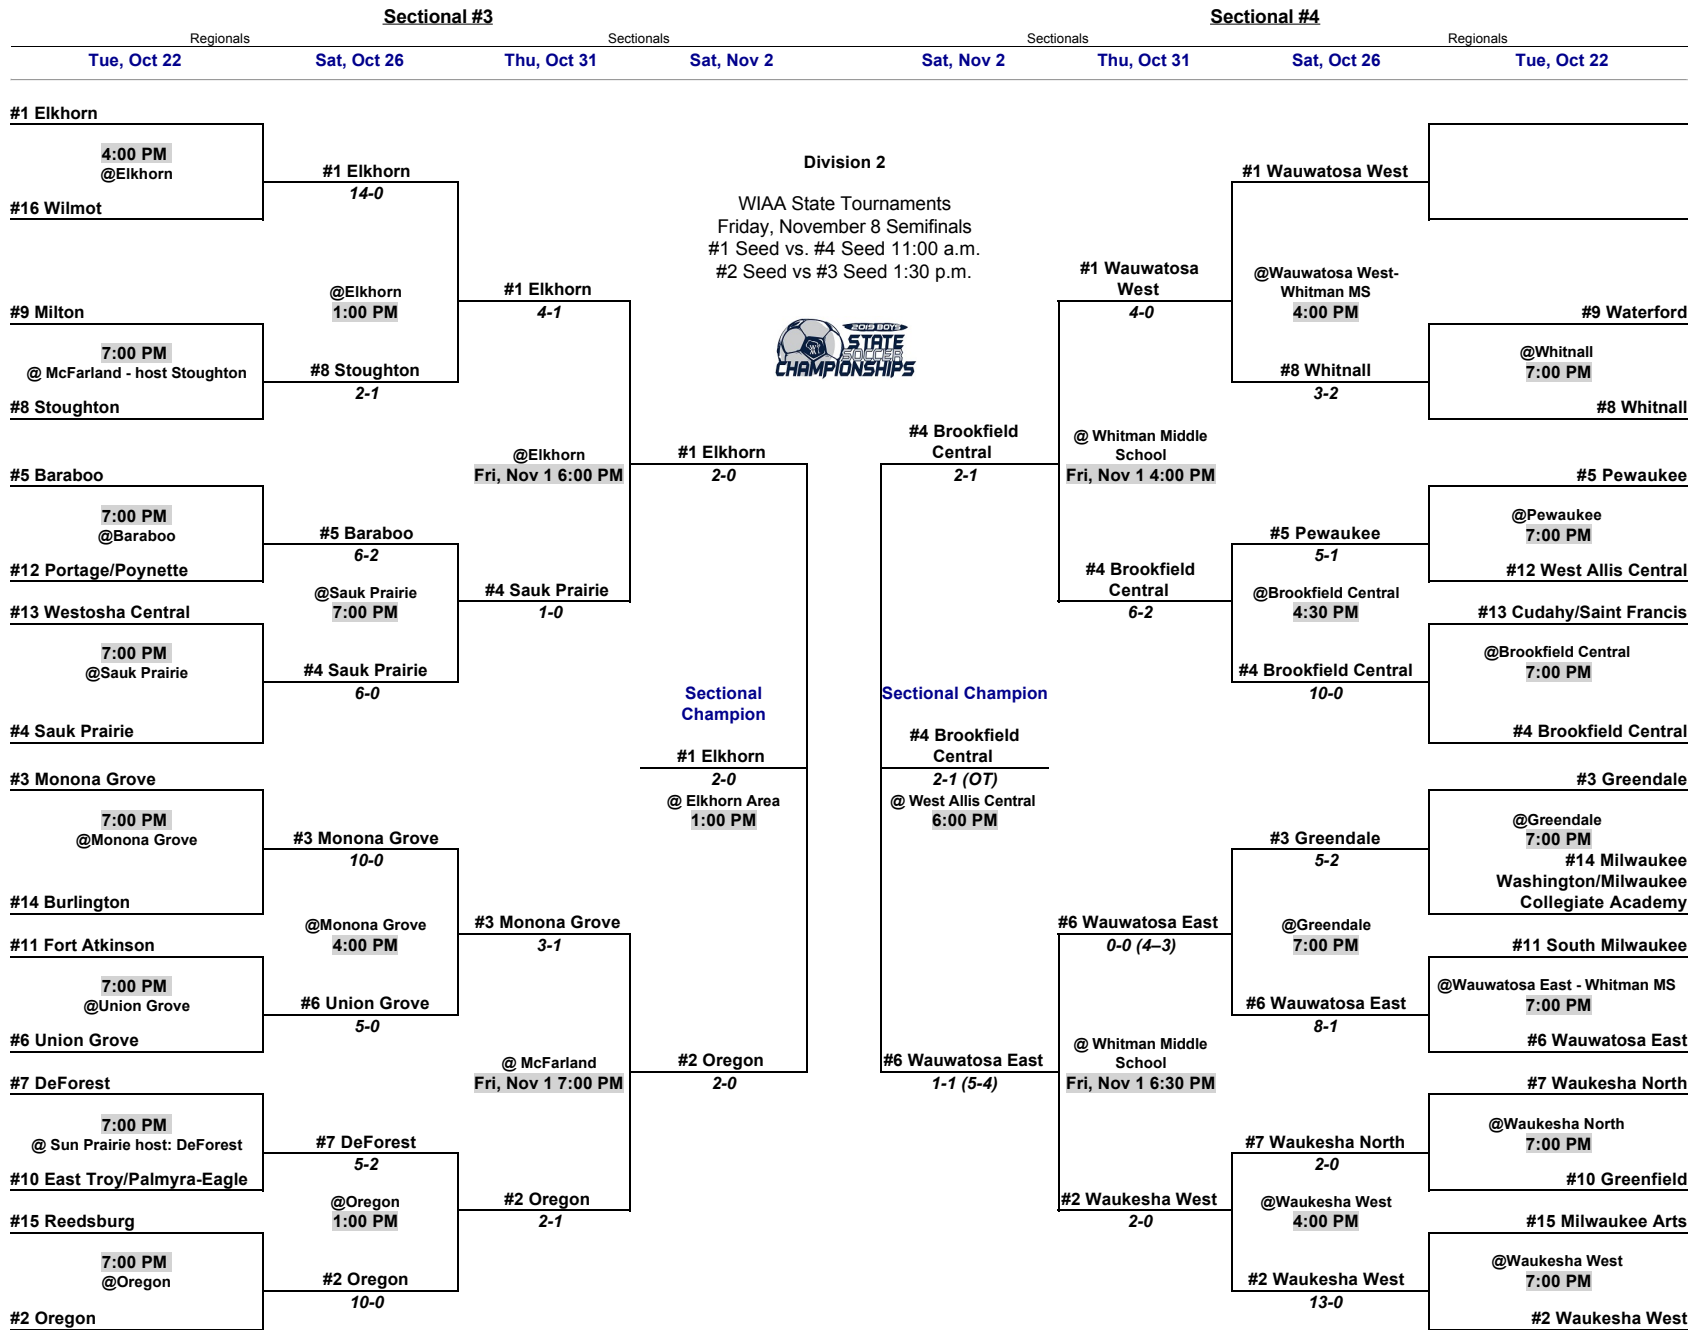 Sectional #3
Sectional #4
Regionals
Sectionals
Sectionals
Regionals
Tue, Oct 22
Sat, Oct 26
Thu, Oct 31
Sat, Nov 2
Sat, Nov 2
Thu, Oct 31
Sat, Oct 26
Tue, Oct 22
#1 Elkhorn
4:00 PM
@Elkhorn
#16 Wilmot
#9 Milton
7:00 PM
@ McFarland - host Stoughton
#8 Stoughton
#5 Baraboo
7:00 PM
@Baraboo
#12 Portage/Poynette
#13 Westosha Central
7:00 PM
@Sauk Prairie
#4 Sauk Prairie
#3 Monona Grove
7:00 PM
@Monona Grove
#14 Burlington
#11 Fort Atkinson
7:00 PM
@Union Grove
#6 Union Grove
#7 DeForest
7:00 PM
@ Sun Prairie host: DeForest
#10 East Troy/Palmyra-Eagle
#15 Reedsburg
7:00 PM
@Oregon
#2 Oregon
#1 Elkhorn
14-0
@Elkhorn
1:00 PM
#8 Stoughton
2-1
#5 Baraboo
6-2
@Sauk Prairie
7:00 PM
#4 Sauk Prairie
6-0
#3 Monona Grove
10-0
@Monona Grove
4:00 PM
#6 Union Grove
5-0
#7 DeForest
5-2
@Oregon
1:00 PM
#2 Oregon
10-0
#1 Elkhorn
4-1
@Elkhorn
Fri, Nov 1 6:00 PM
#4 Sauk Prairie
1-0
#3 Monona Grove
3-1
@ McFarland
Fri, Nov 1 7:00 PM
#2 Oregon
2-1
#1 Elkhorn
2-0
Sectional
Champion
#1 Elkhorn
2-0
@ Elkhorn Area
1:00 PM
#2 Oregon
2-0
Division 2
WIAA State Tournaments
Friday, November 8 Semifinals
#1 Seed vs. #4 Seed 11:00 a.m.
#2 Seed vs #3 Seed 1:30 p.m.
2019 BOYS
STATE
SOCCER
CHAMPIONSHIPS
#4 Brookfield
Central
2-1
Sectional Champion
#4 Brookfield
Central
2-1 (OT)
@ West Allis Central
6:00 PM
#6 Wauwatosa East
1-1 (5-4)
#1 Wauwatosa
West
4-0
@ Whitman Middle
School
Fri, Nov 1 4:00 PM
#4 Brookfield
Central
6-2
#6 Wauwatosa East
0-0 (4–3)
@ Whitman Middle
School
Fri, Nov 1 6:30 PM
#2 Waukesha West
2-0
#1 Wauwatosa West
@Wauwatosa West-
Whitman MS
4:00 PM
#8 Whitnall
3-2
#5 Pewaukee
5-1
@Brookfield Central
4:30 PM
#4 Brookfield Central
10-0
#3 Greendale
5-2
@Greendale
7:00 PM
#6 Wauwatosa East
8-1
#7 Waukesha North
2-0
@Waukesha West
4:00 PM
#2 Waukesha West
13-0
#9 Waterford
@Whitnall
7:00 PM
#8 Whitnall
#5 Pewaukee
@Pewaukee
7:00 PM
#12 West Allis Central
#13 Cudahy/Saint Francis
@Brookfield Central
7:00 PM
#4 Brookfield Central
#3 Greendale
@Greendale
7:00 PM
#14 Milwaukee
Washington/Milwaukee
Collegiate Academy
#11 South Milwaukee
@Wauwatosa East - Whitman MS
7:00 PM
#6 Wauwatosa East
#7 Waukesha North
@Waukesha North
7:00 PM
#10 Greenfield
#15 Milwaukee Arts
@Waukesha West
7:00 PM
#2 Waukesha West